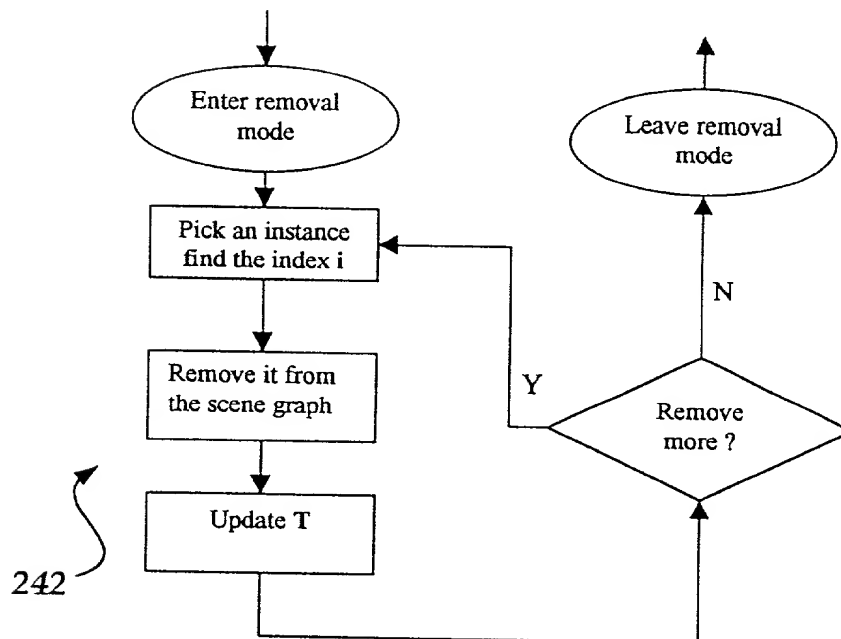 Enter removal
mode
Pick an instance
find the index i
Remove it from
the scene graph
Update T
242
Leave removal
mode
N
Y
Remove
more ?